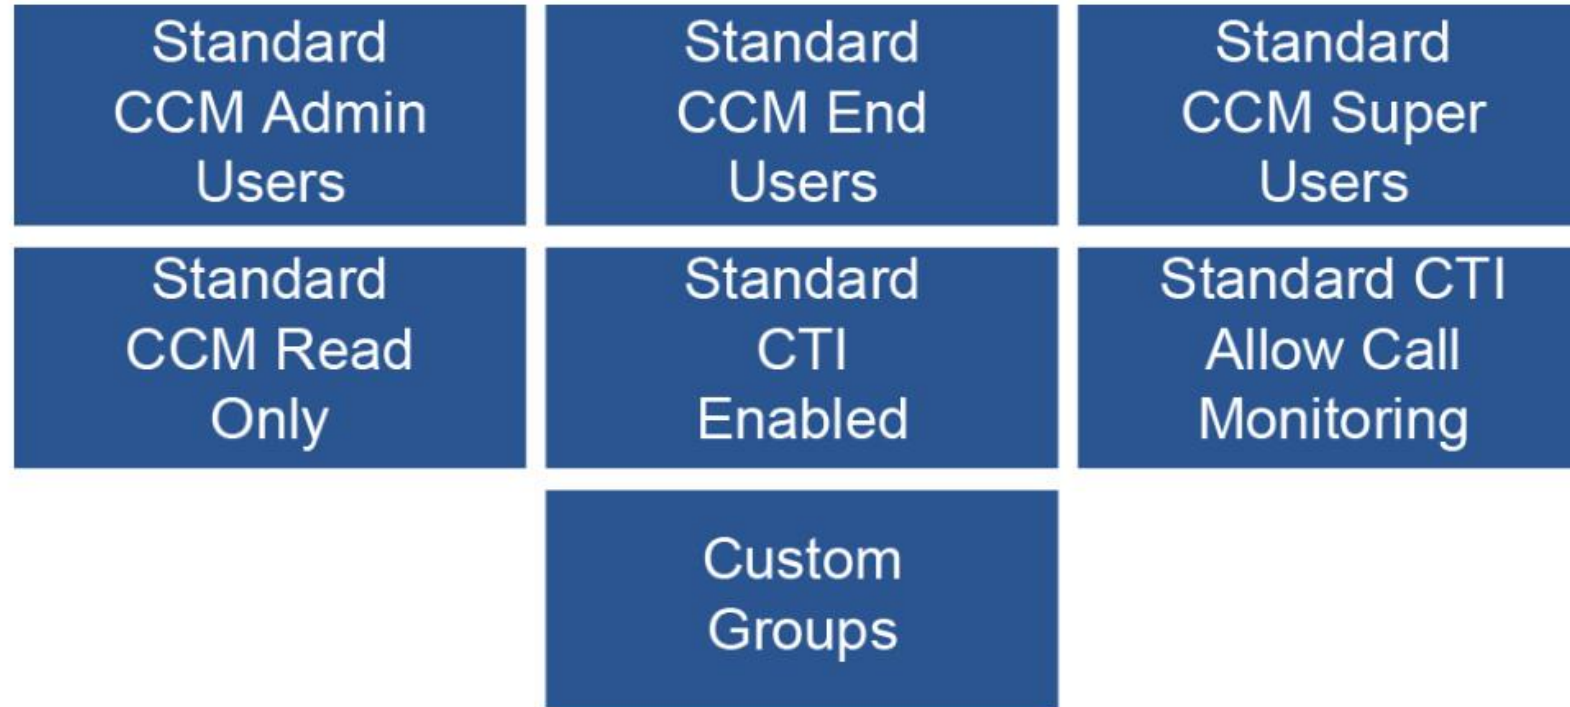 Standard
CCM Admin
Users
Standard
CCM End
Users
Standard
CCM Super
Users
Standard
CCM Read
Only
Standard
CTI
Enabled
Standard CTI
Allow Call
Monitoring
Custom
Groups